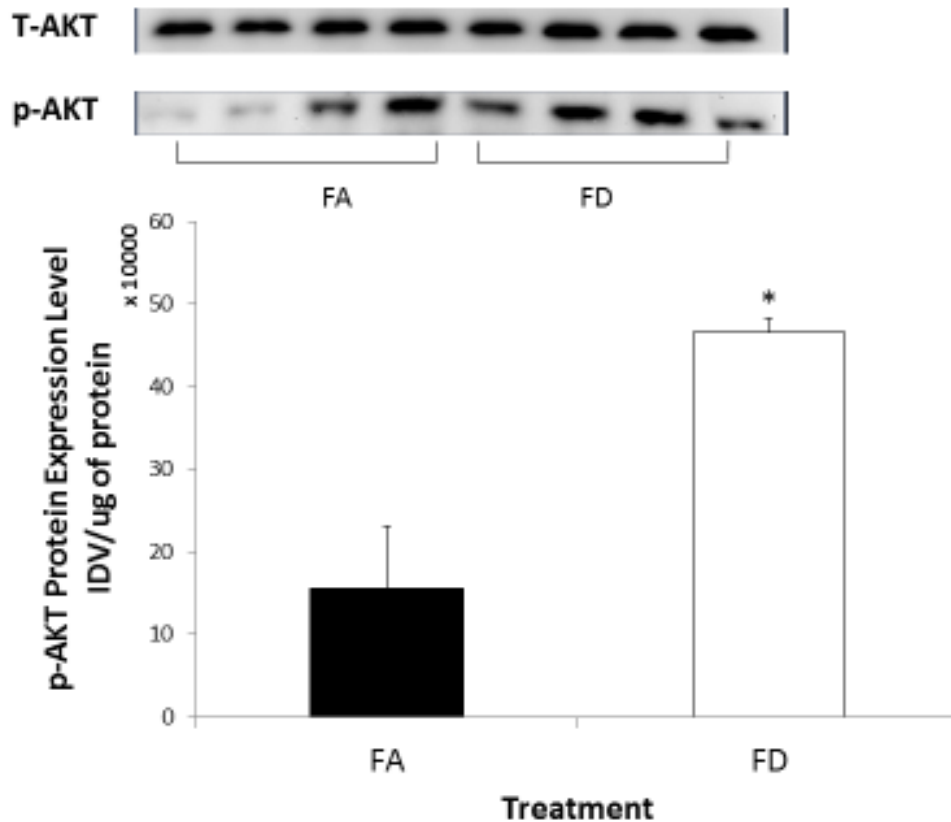 T-AKT
p-AKT
FA FD
p-AKT Protein Expression Level
IDV/ug of protein
x 10000
60
50
40
30
20
10
0
*
FA FD
Treatment